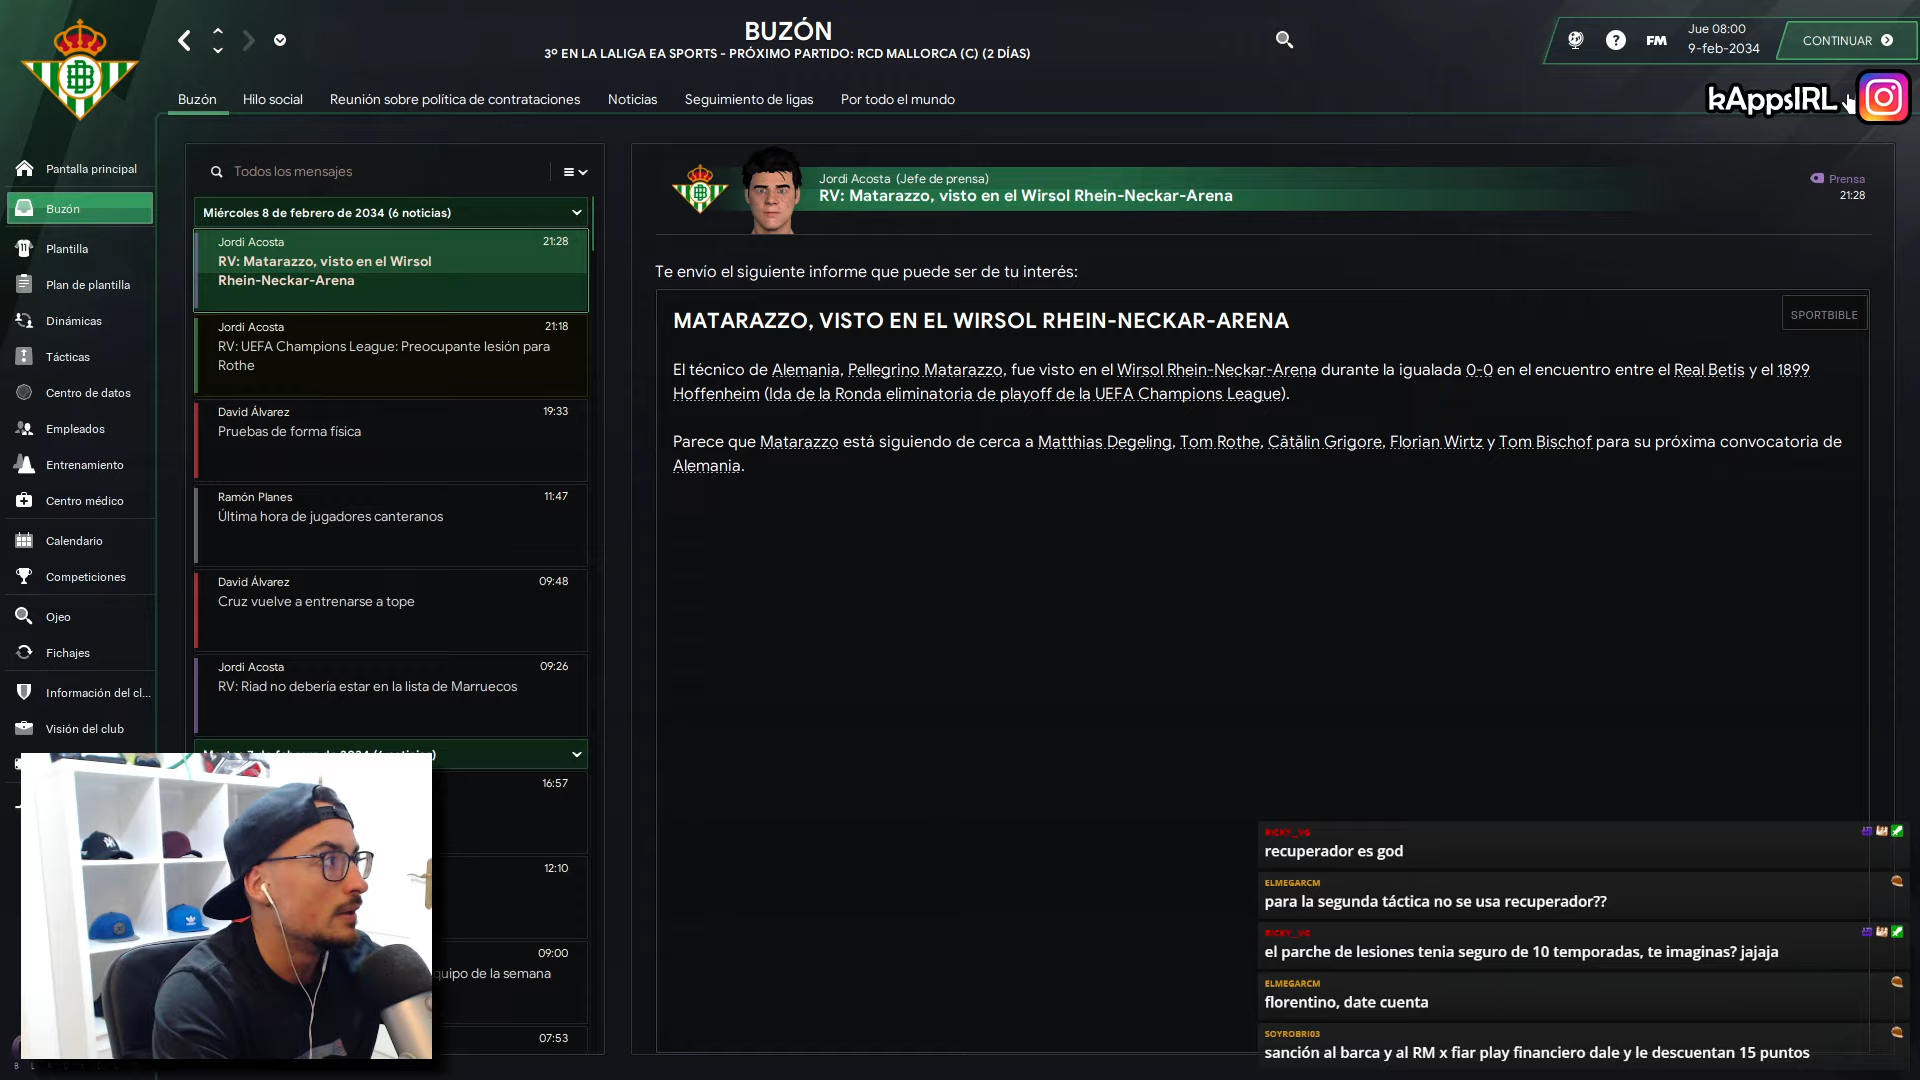 BUZÓN
3º EN LA LALIGA EA SPORTS - PRÓXIMO PARTIDO: RCD MALLORCA (C) (2 DÍAS)
FM
Jue 08:00
9-feb-2034
CONTINUAR
Buzón
Hilo social
Reunión sobre política de contrataciones
Noticias
Seguimiento de ligas
Por todo el mundo
kAppsIRL
Pantalla principal
Buzón
Plantilla
Plan de plantilla
Dinámicas
Tácticas
Centro de datos
Empleados
Entrenamiento
Centro médico
Calendario
Competiciones
Ojeo
Fichajes
Información del cl...
Visión del club
Todos los mensajes
Miércoles 8 de febrero de 2034 (6 noticias)
Jordi Acosta 21:28
RV: Matarazzo, visto en el Wirsol
Rhein-Neckar-Arena
Jordi Acosta 21:18
RV: UEFA Champions League: Preocupante lesión para
Rothe
David Álvarez 19:33
Pruebas de forma física
Ramón Planes 11:47
Última hora de jugadores canteranos
David Álvarez 09:48
Cruz vuelve a entrenarse a tope
Jordi Acosta 09:26
RV: Riad no debería estar en la lista de Marruecos
Martes 7 de febrero de 2034 (6 noticias)
16:57
12:10
09:00
quipo de la semana
07:53
Jordi Acosta (Jefe de prensa)
RV: Matarazzo, visto en el Wirsol Rhein-Neckar-Arena
Prensa
21:28
Te envío el siguiente informe que puede ser de tu interés:
MATARAZZO, VISTO EN EL WIRSOL RHEIN-NECKAR-ARENA
SPORTBIBLE
El técnico de Alemania, Pellegrino Matarazzo, fue visto en el Wirsol Rhein-Neckar-Arena durante la igualada 0-0 en el encuentro entre el Real Betis y el 1899
Hoffenheim (Ida de la Ronda eliminatoria de playoff de la UEFA Champions League).
Parece que Matarazzo está siguiendo de cerca a Matthias Degeling, Tom Rothe, Cătălin Grigore, Florian Wirtz y Tom Bischof para su próxima convocatoria de
Alemania.
RICKY_VG
recuperador es god
ELMEGARCM
para la segunda táctica no se usa recuperador??
RICKY_VG
el parche de lesiones tenia seguro de 10 temporadas, te imaginas? jajaja
ELMEGARCM
florentino, date cuenta
SOYROBRI03
sanción al barca y al RM x fiar play financiero dale y le descuentan 15 puntos